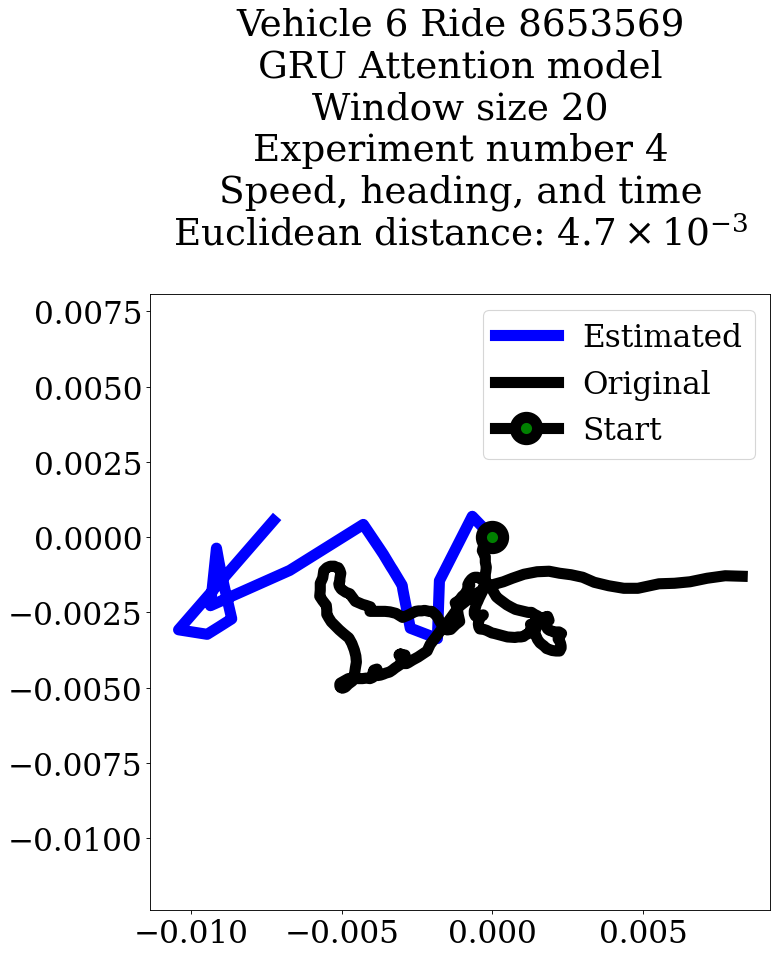 Vehicle 6 Ride 8653569
GRU Attention model
Window size 20
Experiment number 4
Speed, heading, and time
Euclidean distance: 4.7 × 10⁻³
Estimated
Original
Start
0.0075
0.0050
0.0025
0.0000
−0.0025
−0.0050
−0.0075
−0.0100
−0.010
−0.005
0.000
0.005